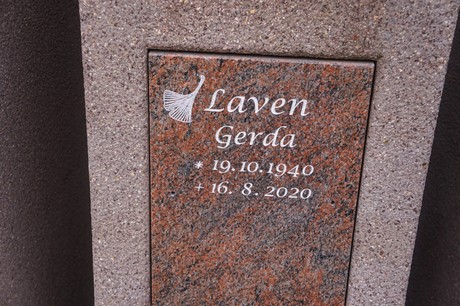 Laven
Gerda
* 19.10.1940
+ 16. 8. 2020